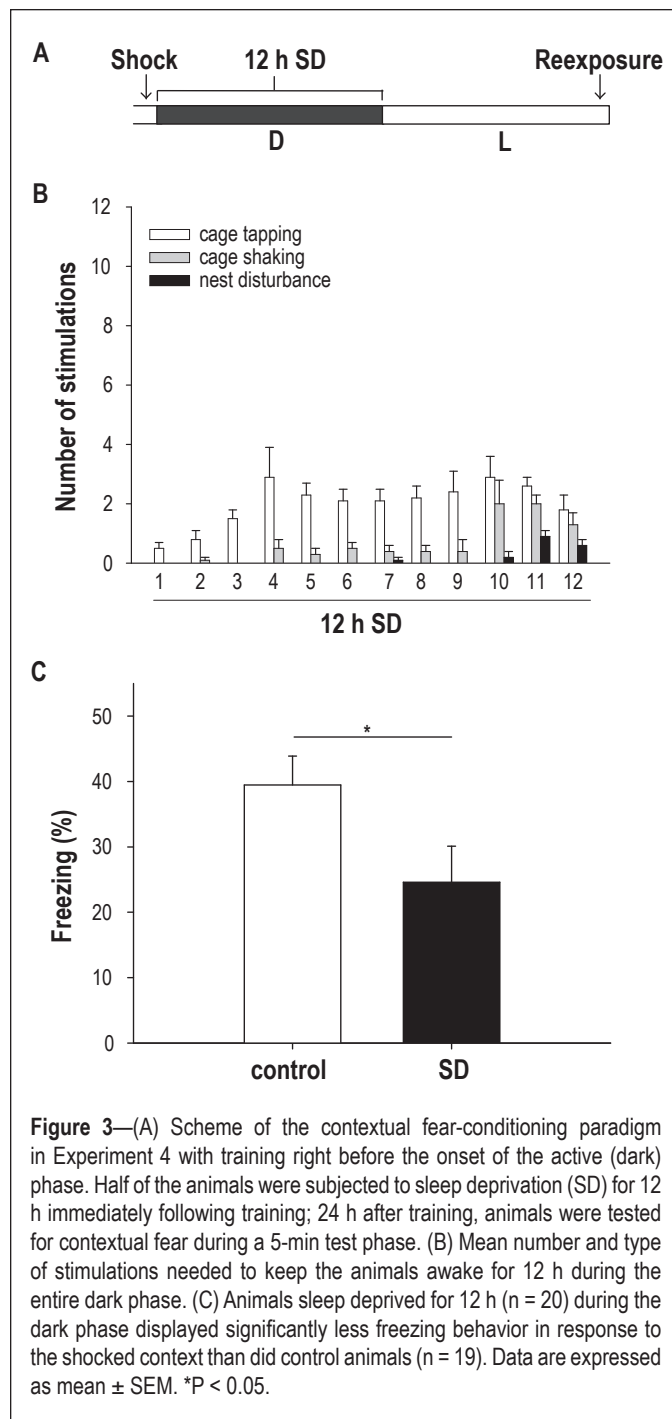 A
Shock 12 h SD Reexposure
D L
B
12
10
8
6
4
2
0
Number of stimulations
cage tapping
cage shaking
nest disturbance
1 2 3 4 5 6 7 8 9 10 11 12
12 h SD
C
50
40
30
20
10
0
Freezing (%)
*
control SD
Figure 3—(A) Scheme of the contextual fear-conditioning paradigm
in Experiment 4 with training right before the onset of the active (dark)
phase. Half of the animals were subjected to sleep deprivation (SD) for 12
h immediately following training; 24 h after training, animals were tested
for contextual fear during a 5-min test phase. (B) Mean number and type
of stimulations needed to keep the animals awake for 12 h during the
entire dark phase. (C) Animals sleep deprived for 12 h (n = 20) during the
dark phase displayed significantly less freezing behavior in response to
the shocked context than did control animals (n = 19). Data are expressed
as mean ± SEM. *P < 0.05.